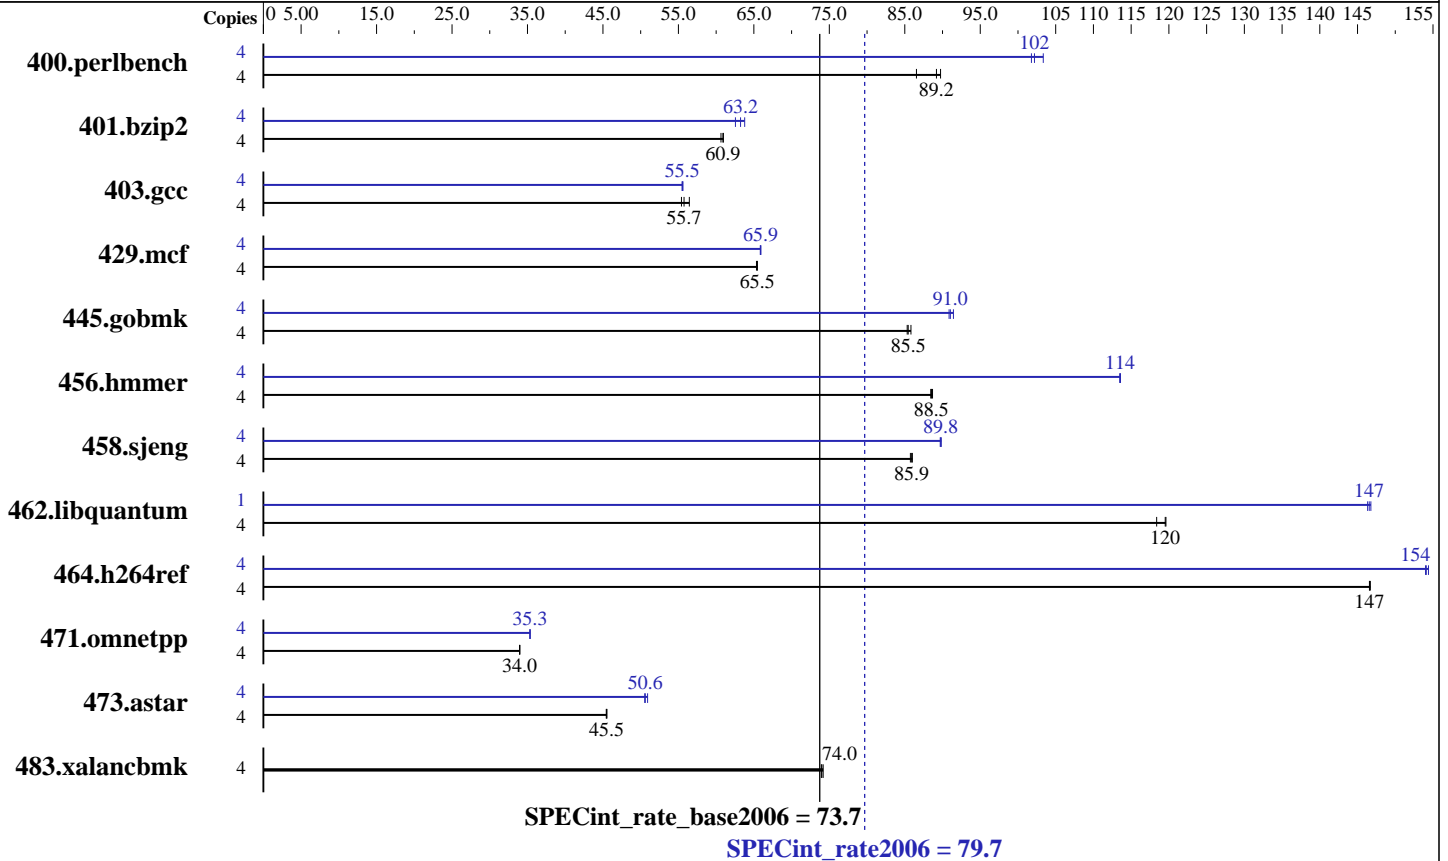 Copies 0 5.00 15.0 25.0 35.0 45.0 55.0 65.0 75.0 85.0 95.0 105 110 115 120 125 130 135 140 145 155
400.perlbench 4 102
4 89.2
401.bzip2 4 63.2
4 60.9
403.gcc 4 55.5
4 55.7
429.mcf 4 65.9
4 65.5
445.gobmk 4 91.0
4 85.5
456.hmmer 4 114
4 88.5
458.sjeng 4 89.8
4 85.9
462.libquantum 1 147
4 120
464.h264ref 4 154
4 147
471.omnetpp 4 35.3
4 34.0
473.astar 4 50.6
4 45.5
483.xalancbmk 4 74.0
SPECint_rate_base2006 = 73.7
SPECint_rate2006 = 79.7